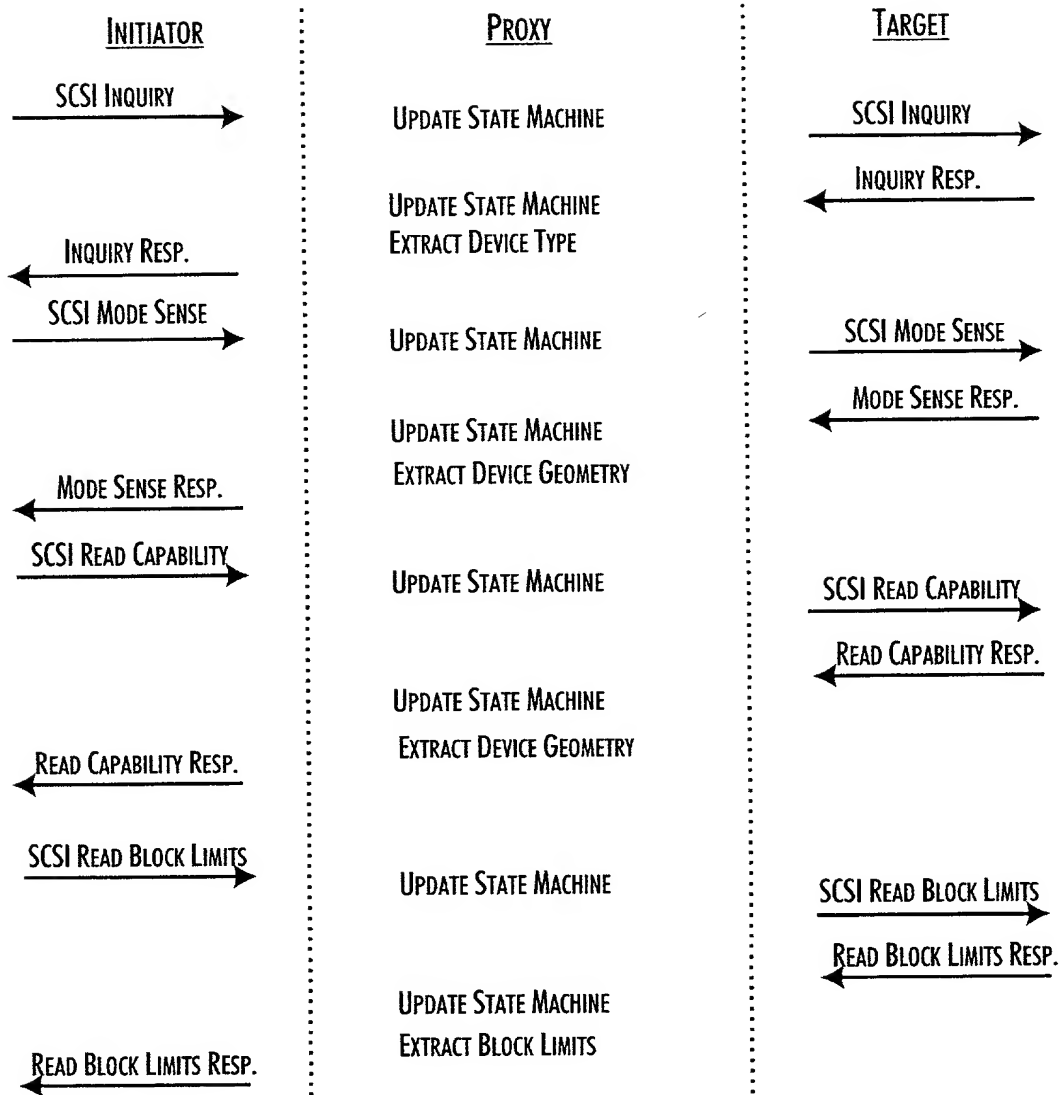 INITIATOR
PROXY
TARGET
SCSI INQUIRY
UPDATE STATE MACHINE
SCSI INQUIRY
INQUIRY RESP.
UPDATE STATE MACHINE
EXTRACT DEVICE TYPE
INQUIRY RESP.
SCSI MODE SENSE
UPDATE STATE MACHINE
SCSI MODE SENSE
MODE SENSE RESP.
UPDATE STATE MACHINE
EXTRACT DEVICE GEOMETRY
MODE SENSE RESP.
SCSI READ CAPABILITY
UPDATE STATE MACHINE
SCSI READ CAPABILITY
READ CAPABILITY RESP.
UPDATE STATE MACHINE
EXTRACT DEVICE GEOMETRY
READ CAPABILITY RESP.
SCSI READ BLOCK LIMITS
UPDATE STATE MACHINE
SCSI READ BLOCK LIMITS
READ BLOCK LIMITS RESP.
UPDATE STATE MACHINE
EXTRACT BLOCK LIMITS
READ BLOCK LIMITS RESP.